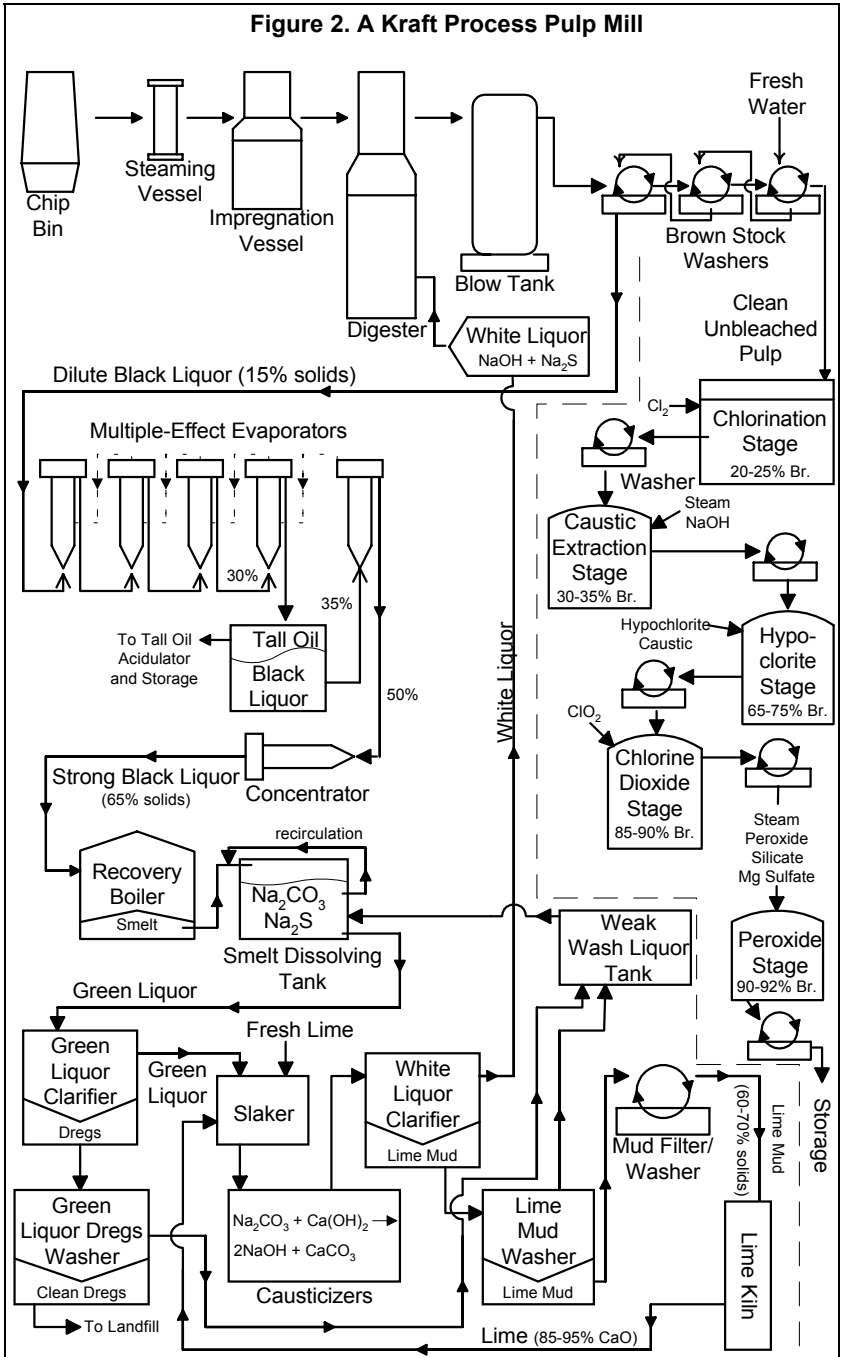 Figure 2. A Kraft Process Pulp Mill
Chip
Bin
Steaming
Vessel
Impregnation
Vessel
Digester
Blow Tank
Fresh
Water
Brown Stock
Washers
White Liquor
NaOH + Na₂S
Clean
Unbleached
Pulp
Dilute Black Liquor (15% solids)
Multiple-Effect Evaporators
30%
35%
50%
To Tall Oil
Acidulator
and Storage
Tall Oil
Black
Liquor
White Liquor
Cl₂
Chlorination
Stage
20-25% Br.
Washer
Steam
NaOH
Caustic
Extraction
Stage
30-35% Br.
Hypochlorite
Caustic
Hypo-
clorite
Stage
65-75% Br.
ClO₂
Chlorine
Dioxide
Stage
85-90% Br.
Steam
Peroxide
Silicate
Mg Sulfate
Peroxide
Stage
90-92% Br.
Storage
Strong Black Liquor
(65% solids)
Concentrator
Recovery
Boiler
Smelt
recirculation
Na₂CO₃
Na₂S
Smelt Dissolving
Tank
Weak
Wash Liquor
Tank
Green Liquor
Green
Liquor
Clarifier
Dregs
Green
Liquor
Fresh Lime
Slaker
White
Liquor
Clarifier
Lime Mud
Mud Filter/
Washer
Lime Mud
(60-70% solids)
Green
Liquor Dregs
Washer
Clean Dregs
To Landfill
Na₂CO₃ + Ca(OH)₂
2NaOH + CaCO₃
Causticizers
Lime
Mud
Washer
Lime Mud
Lime Kiln
Lime (85-95% CaO)